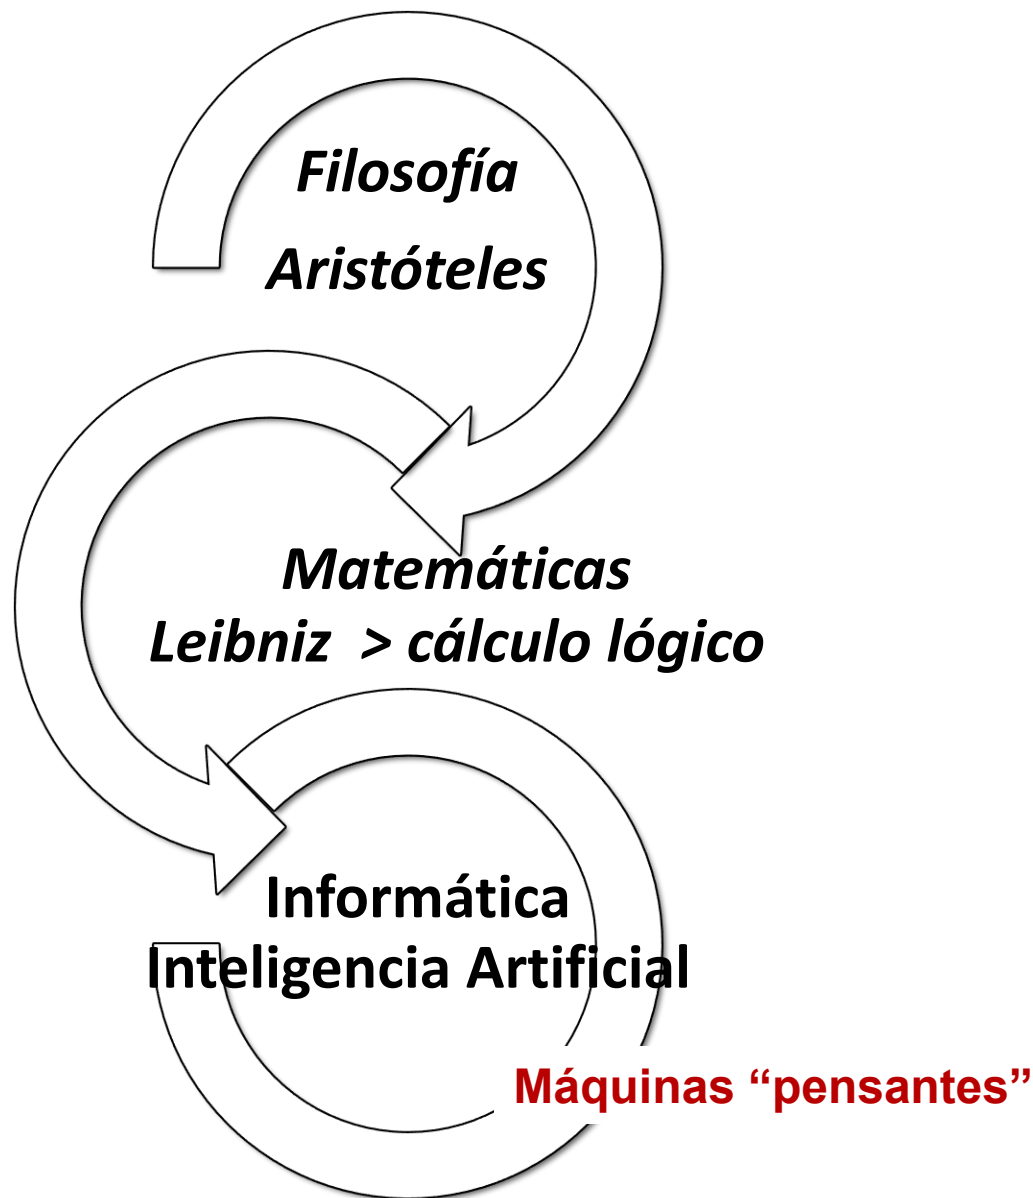 Filosofía
Aristóteles
Matemáticas
Leibniz > cálculo lógico
Informática
Inteligencia Artificial
Máquinas “pensantes”